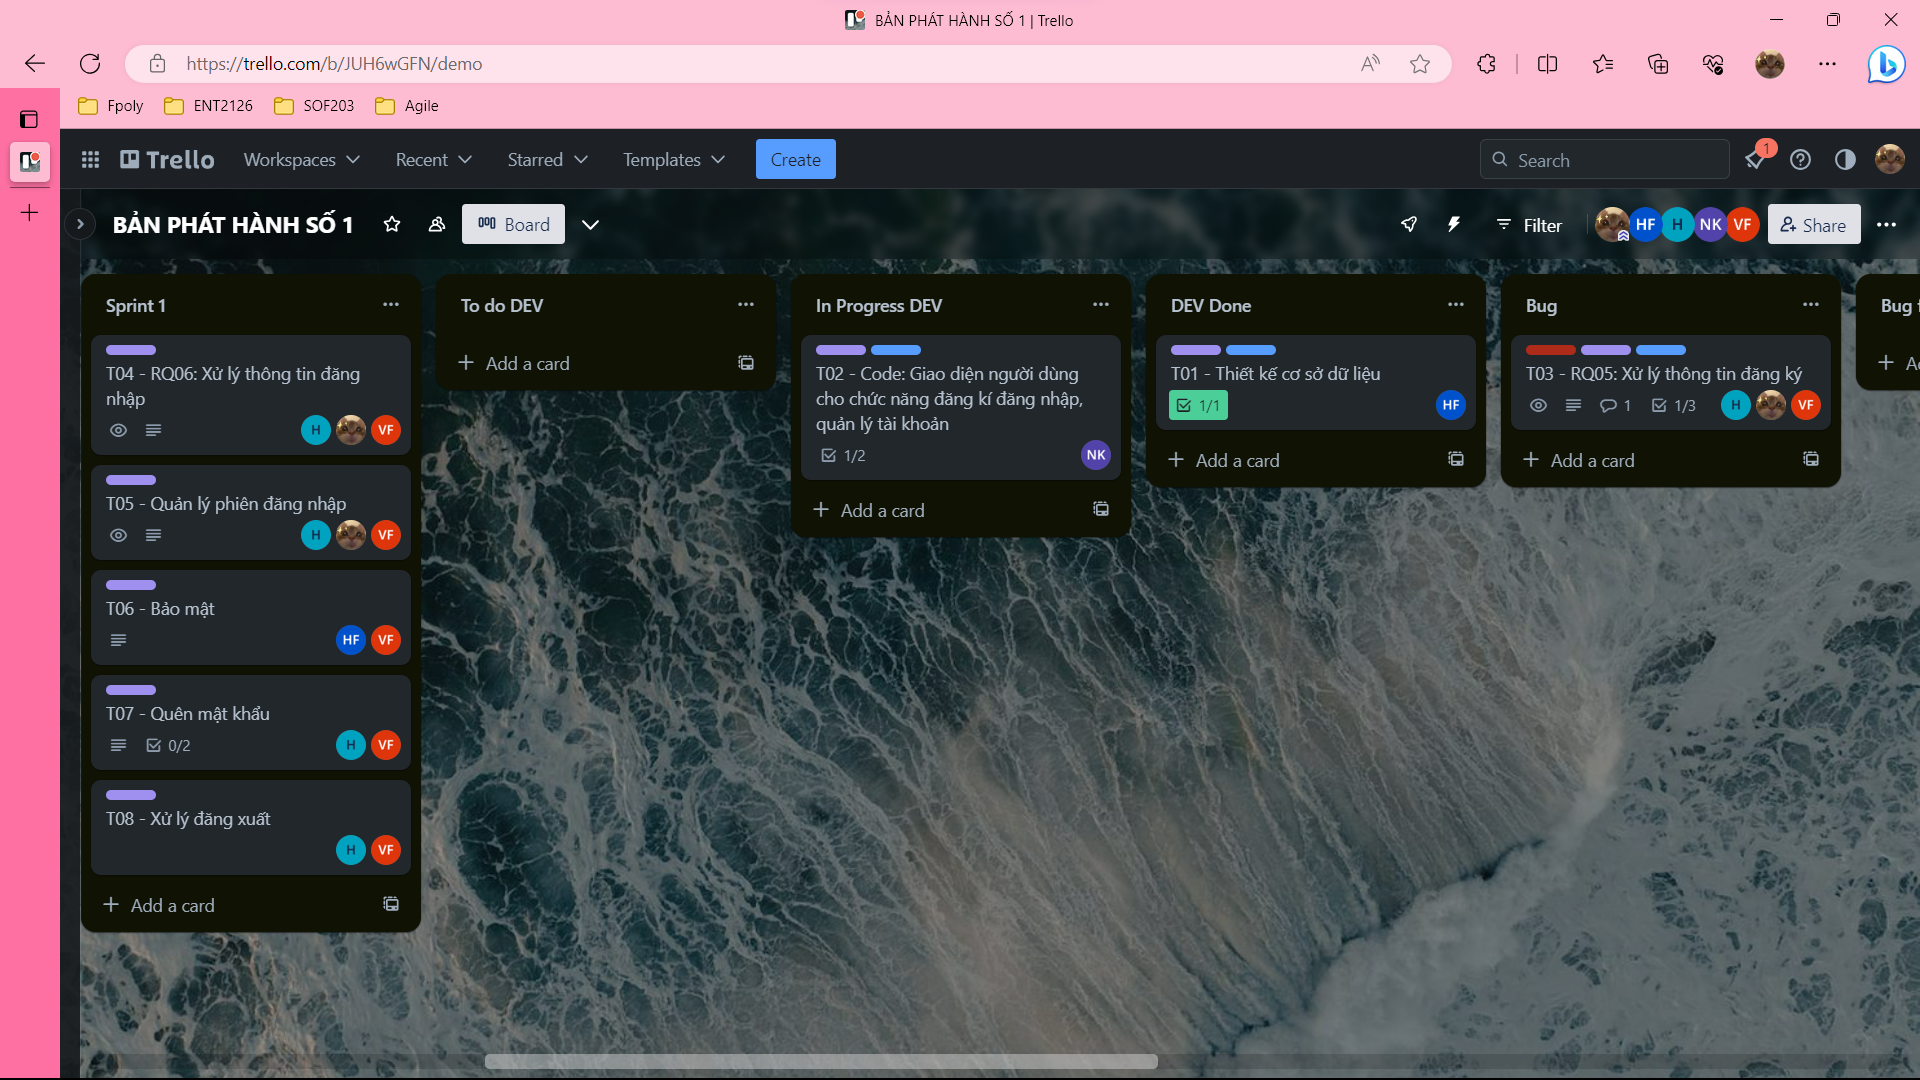 BẢN PHÁT HÀNH SỐ 1 | Trello
https://trello.com/b/JUH6wGFN/demo
Fpoly
ENT2126
SOF203
Agile
Trello
Workspaces
Recent
Starred
Templates
Create
Search
1
BẢN PHÁT HÀNH SỐ 1
Board
Filter
HF
H
NK
VF
Share
Sprint 1
T04 - RQ06: Xử lý thông tin đăng
nhập
H
VF
T05 - Quản lý phiên đăng nhập
H
VF
T06 - Bảo mật
HF
VF
T07 - Quên mật khẩu
0/2
H
VF
T08 - Xử lý đăng xuất
H
VF
Add a card
To do DEV
Add a card
In Progress DEV
T02 - Code: Giao diện người dùng
cho chức năng đăng kí đăng nhập,
quản lý tài khoản
1/2
NK
Add a card
DEV Done
T01 - Thiết kế cơ sở dữ liệu
1/1
HF
Add a card
Bug
T03 - RQ05: Xử lý thông tin đăng ký
1
1/3
H
VF
Add a card
Bug